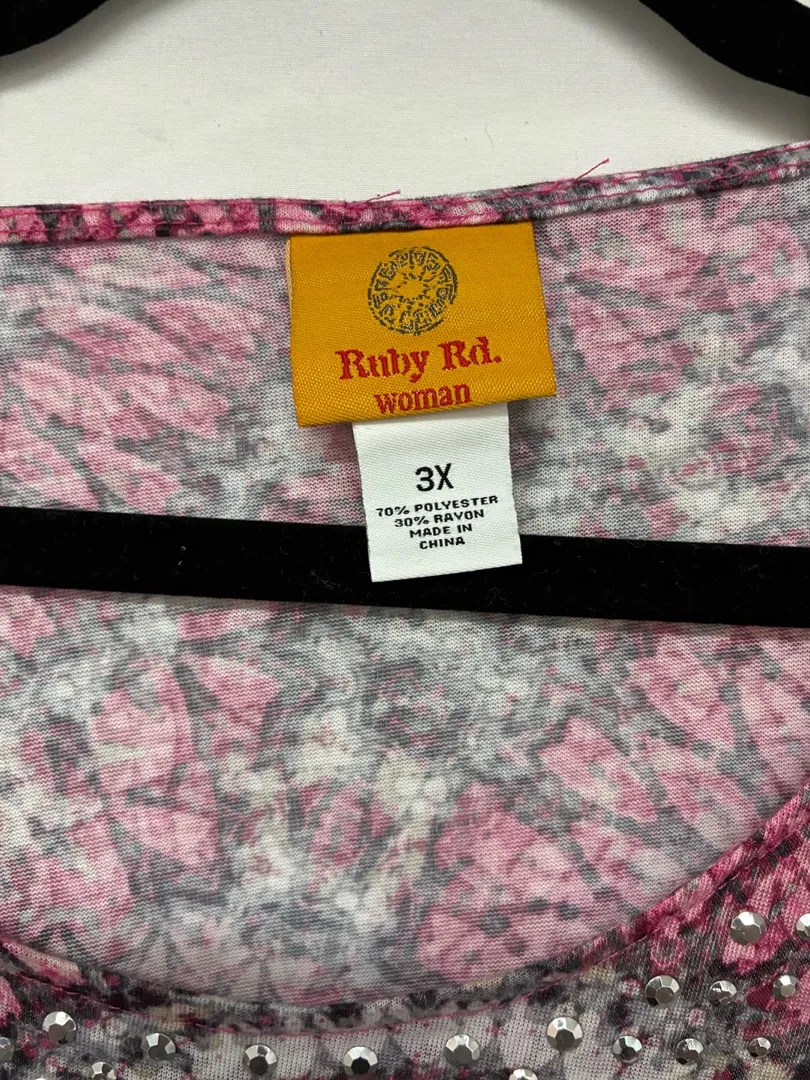 Ruby Rd.
woman
3X
70% POLYESTER
30% RAYON
MADE IN
CHINA